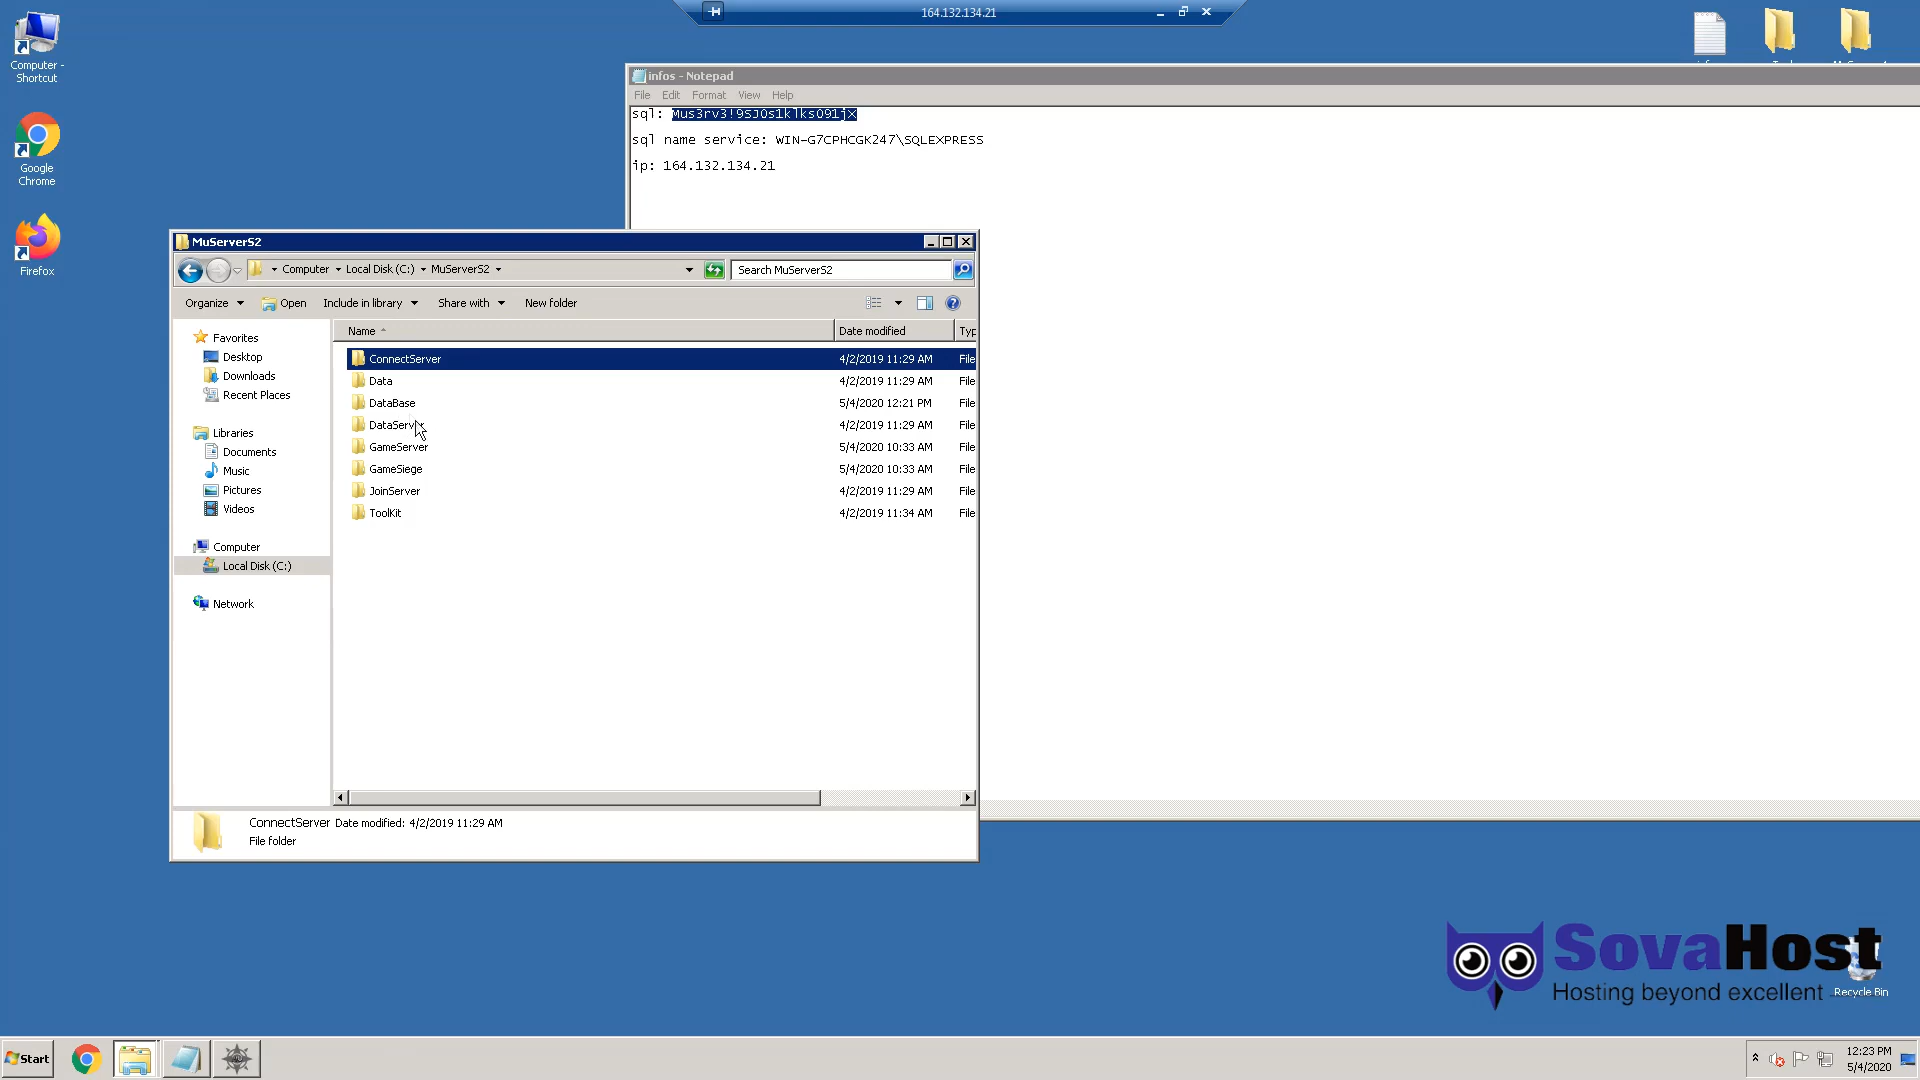 164.132.134.21
Computer -
Shortcut
Google
Chrome
Firefox
infos - Notepad
File Edit Format View Help
sql: Mus3rv3!9SJOs1klksO91jX
sql name service: WIN-G7CPHCGK247\SQLEXPRESS
ip: 164.132.134.21
MuServerS2
Computer Local Disk (C:) MuServerS2
Search MuServerS2
Organize Open Include in library Share with New folder
Favorites
Desktop
Downloads
Recent Places
Libraries
Documents
Music
Pictures
Videos
Computer
Local Disk (C:)
Network
Name Date modified Typ
ConnectServer 4/2/2019 11:29 AM File
Data 4/2/2019 11:29 AM File
DataBase 5/4/2020 12:21 PM File
DataServer 4/2/2019 11:29 AM File
GameServer 5/4/2020 10:33 AM File
GameSiege 5/4/2020 10:33 AM File
JoinServer 4/2/2019 11:29 AM File
ToolKit 4/2/2019 11:34 AM File
ConnectServer Date modified: 4/2/2019 11:29 AM
File folder
SovaHost
Hosting beyond excellent
Recycle Bin
Start
12:23 PM
5/4/2020